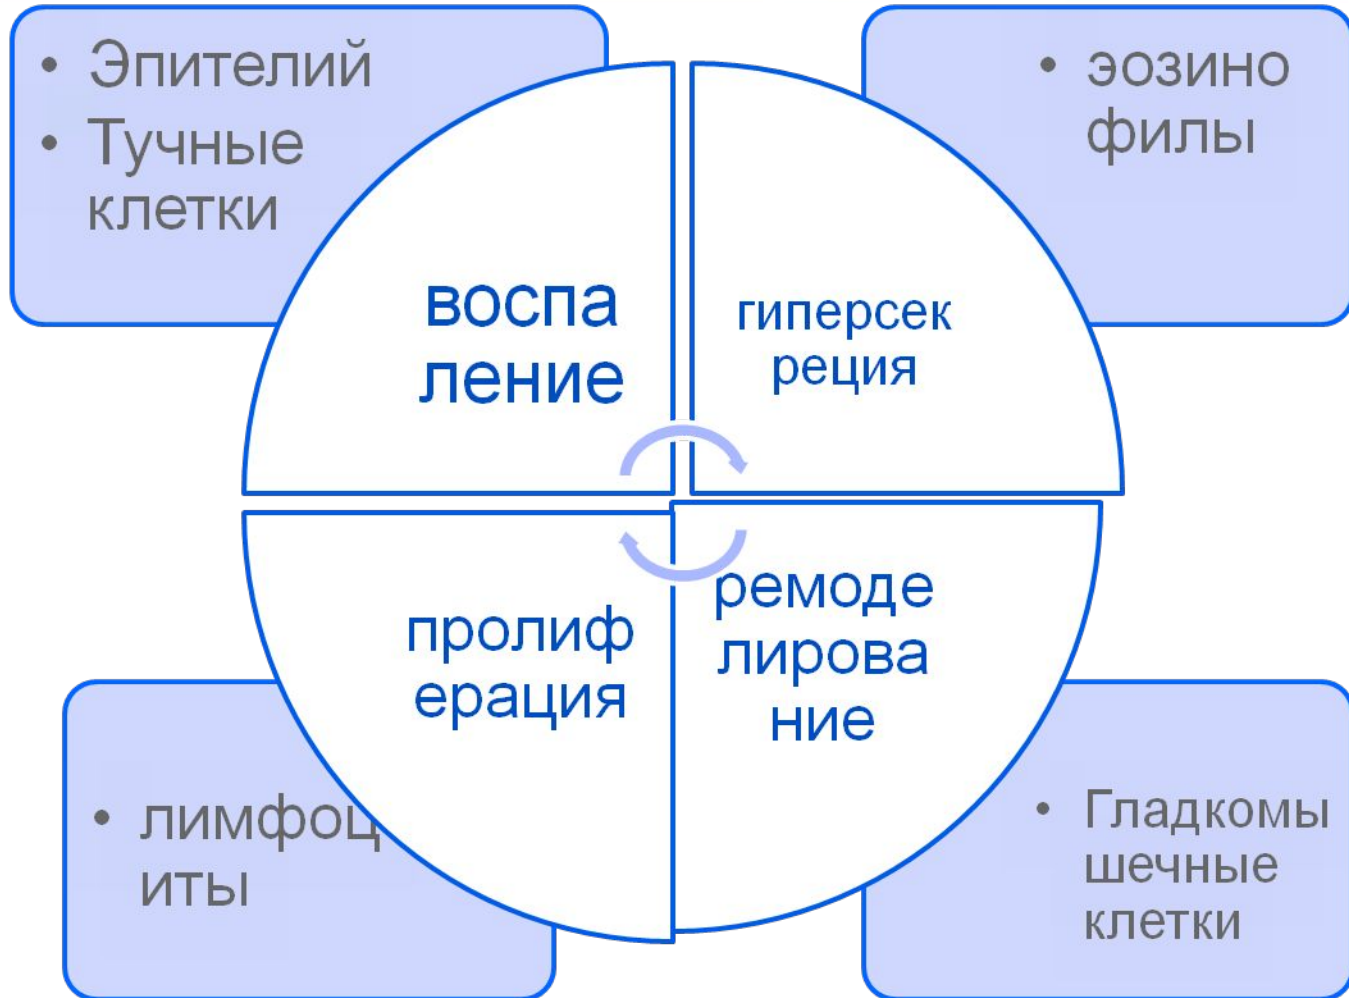 • Эпителий
• Тучные
клетки
• эозино
филы
воспа
ление
гиперсек
реция
пролиф
ерация
ремоде
лирова
ние
• лимфоц
иты
• Гладкомы
шечные
клетки